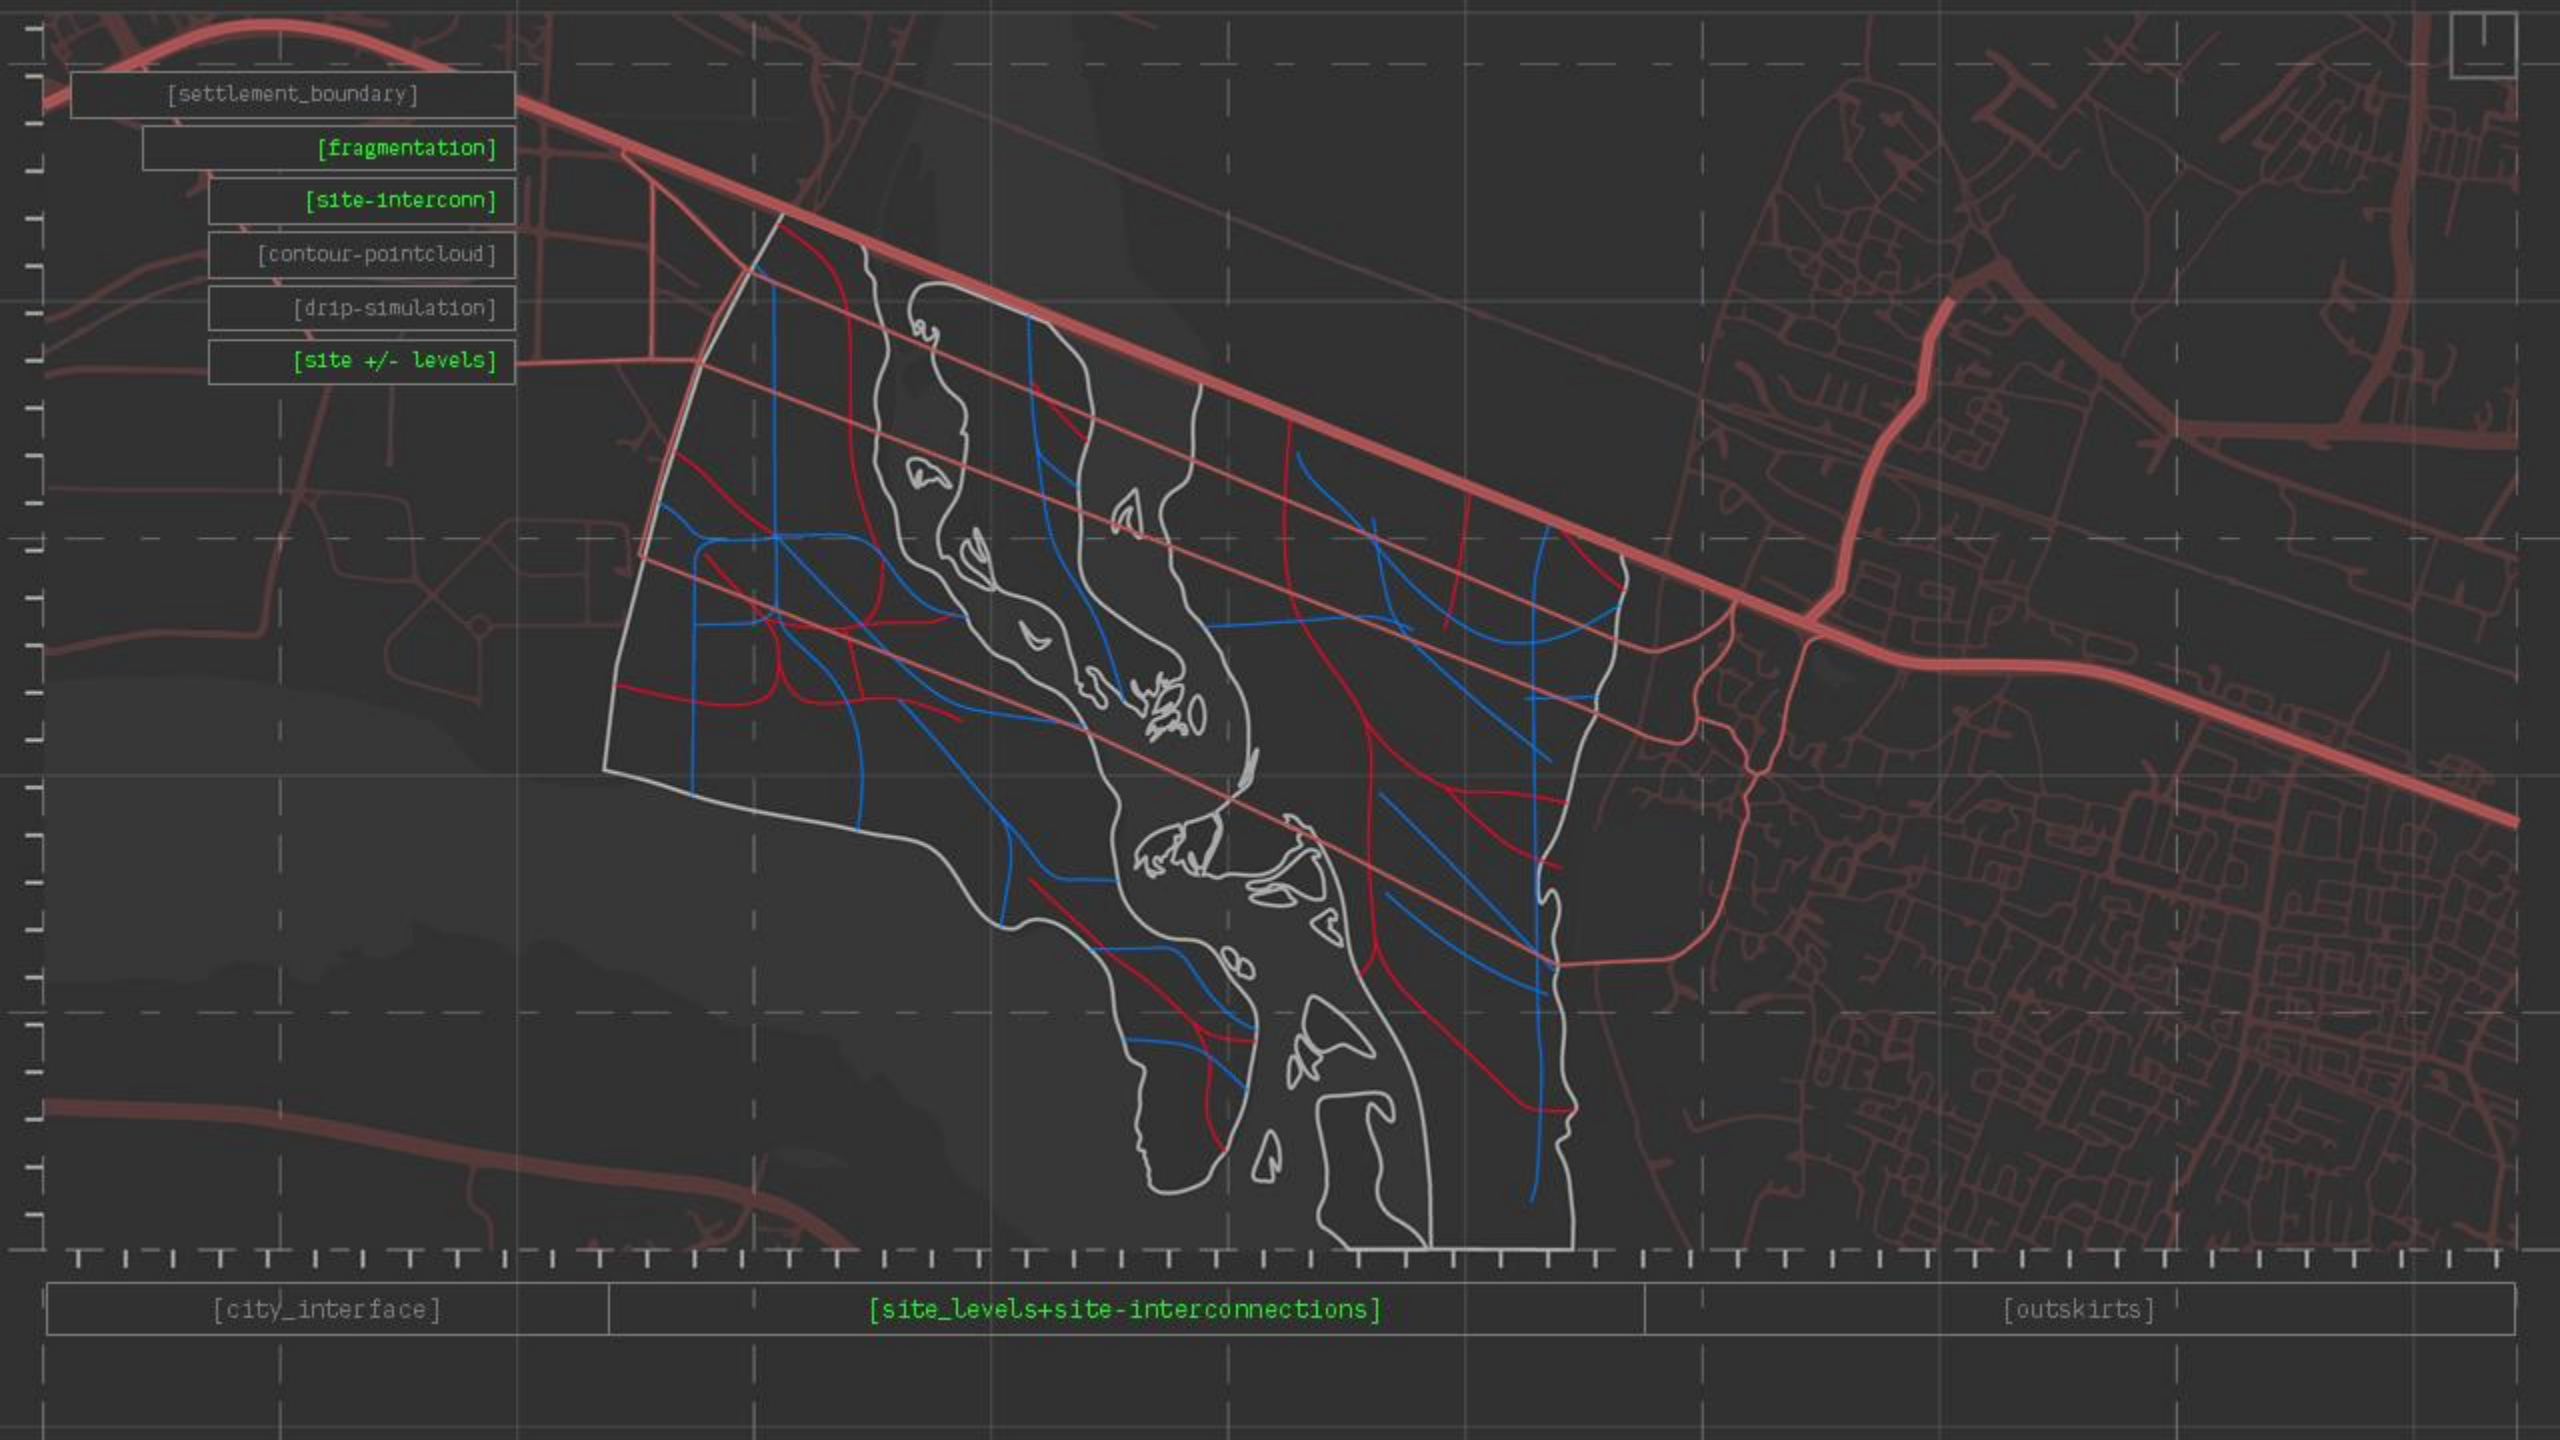 [settlement_boundary]
[fragmentation]
[site-interconn]
[contour-pointcloud]
[drip-simulation]
[site +/- levels]
[city_interface]
[site_levels+site-interconnections]
[outskirts]